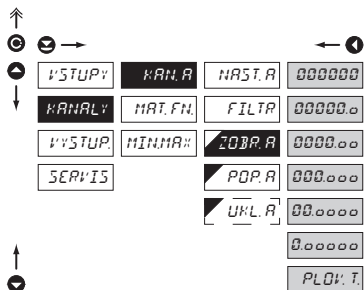 VSTUPY KAN. A NAST. A 000000
KANALY MAT. FN. FILTR 00000.0
VYSTUP. MIN.MAX ZOBR. A 0000.00
SERVIS POP. A 000.000
UKL. A 00.0000
0.00000
PLOV. T.